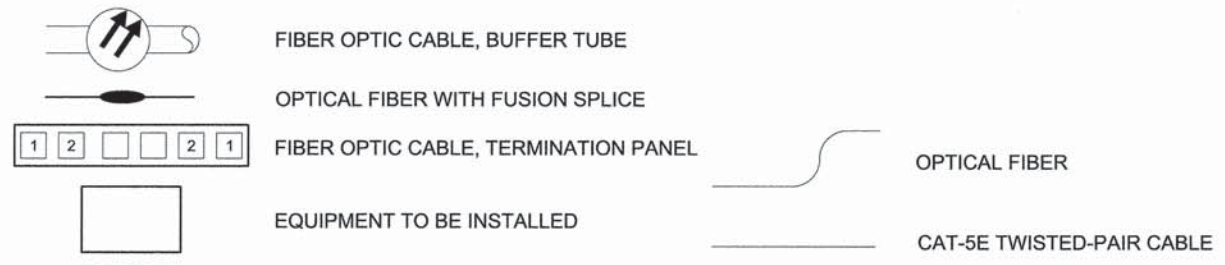 FIBER OPTIC CABLE, BUFFER TUBE
OPTICAL FIBER WITH FUSION SPLICE
1 2 2 1
FIBER OPTIC CABLE, TERMINATION PANEL
EQUIPMENT TO BE INSTALLED
OPTICAL FIBER
CAT-5E TWISTED-PAIR CABLE